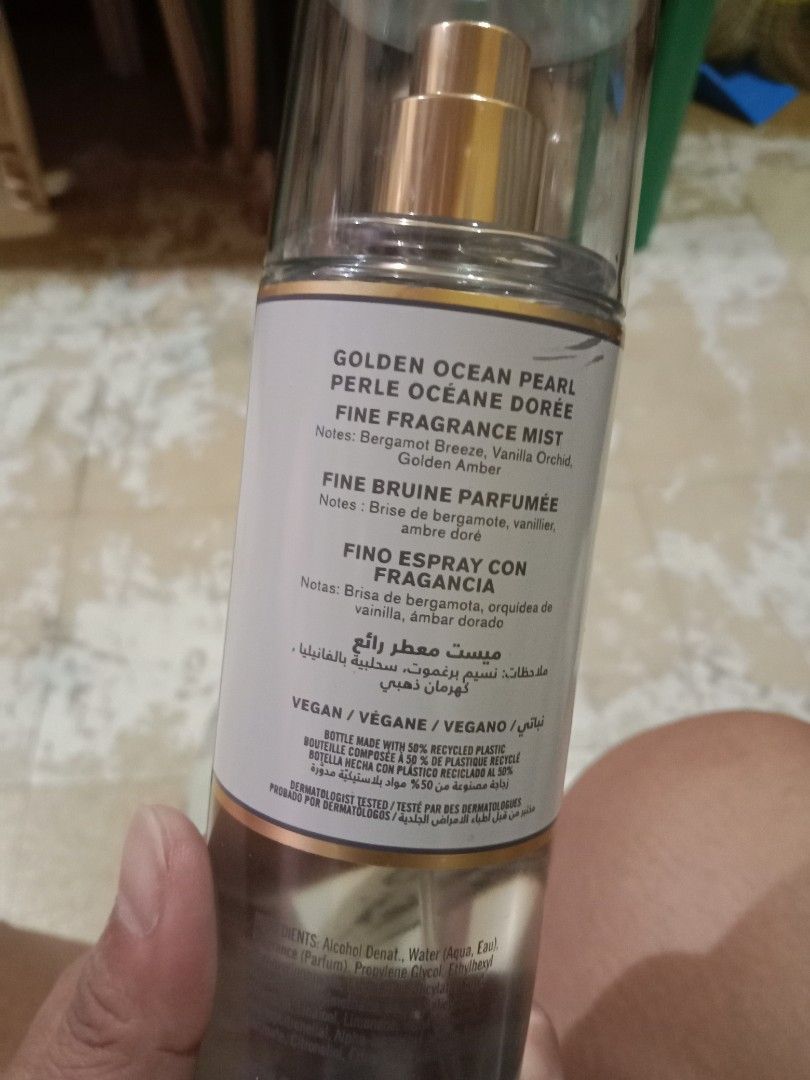 GOLDEN OCEAN PEARL
PERLE OCÉANE DORÉE
FINE FRAGRANCE MIST
Notes: Bergamot Breeze, Vanilla Orchid,
Golden Amber
FINE BRUINE PARFUMÉE
Notes : Brise de bergamote, vanillier,
ambre doré
FINO ESPRAY CON
FRAGANCIA
Notas: Brisa de bergamota, orquídea de
vainilla, ámbar dorado
ميست معطر رائع
ملاحظات: نسيم برغموت، سحلبية بالفانيليا ،
كهرمان ذهبي
VEGAN / VÉGANE / VEGANO / نباتي
BOTTLE MADE WITH 50% RECYCLED PLASTIC
BOUTEILLE COMPOSÉE À 50 % DE PLASTIQUE RECYCLÉ
BOTELLA HECHA CON PLÁSTICO RECICLADO AL 50%
زجاجة مصنوعة من 50% مواد بلاستيكيّة مدوّرة
DERMATOLOGIST TESTED / TESTÉ PAR DES DERMATOLOGUES
PROBADO POR DERMATÓLOGOS / مختبر من قبل أطباء الأمراض الجلدية
Alcohol Denat., Water (Aqua, Eau),
(Parfum), Propylene Glycol, Ethylhexyl